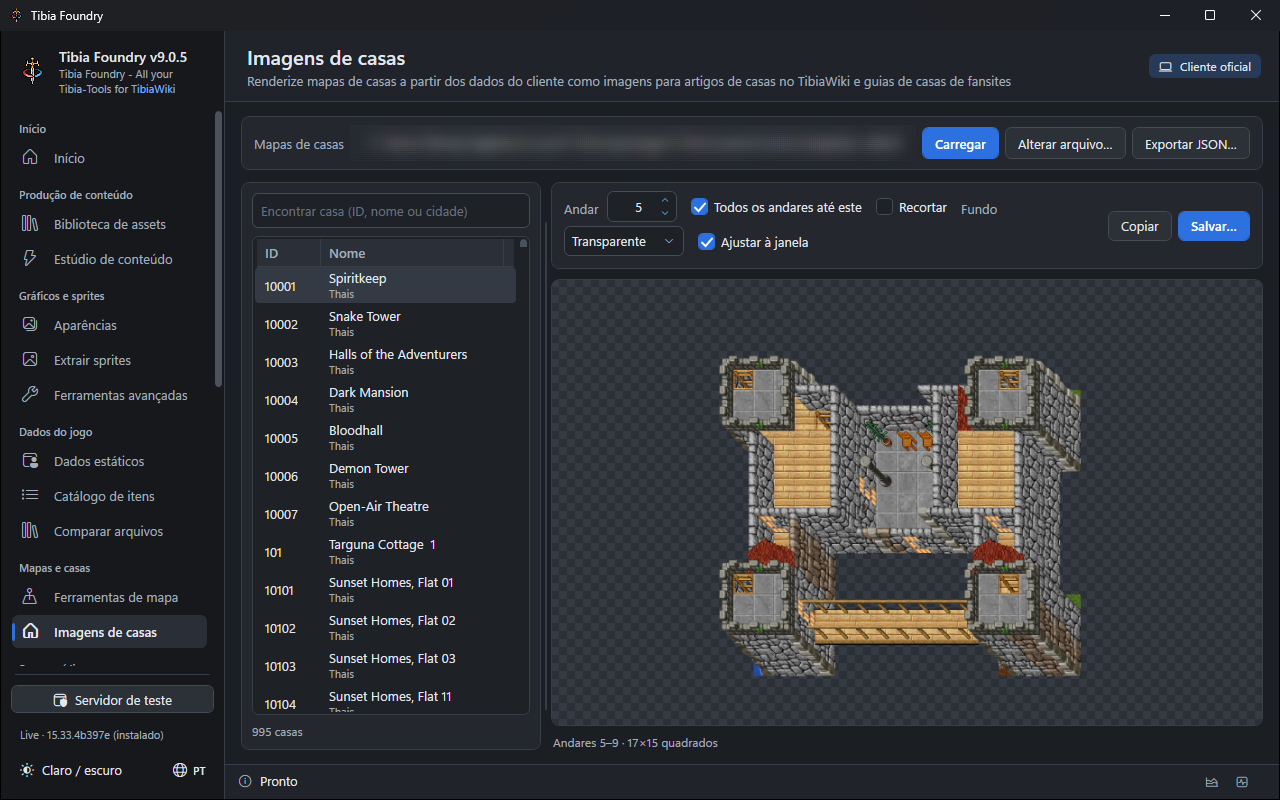 Tibia Foundry
Tibia Foundry v9.0.5
Tibia Foundry - All your
Tibia-Tools for TibiaWiki
Início
Início
Produção de conteúdo
Biblioteca de assets
Estúdio de conteúdo
Gráficos e sprites
Aparências
Extrair sprites
Ferramentas avançadas
Dados do jogo
Dados estáticos
Catálogo de itens
Comparar arquivos
Mapas e casas
Ferramentas de mapa
Imagens de casas
Servidor de teste
Live · 15.33.4b397e (instalado)
Claro / escuro
PT
Imagens de casas
Renderize mapas de casas a partir dos dados do cliente como imagens para artigos de casas no TibiaWiki e guias de casas de fansites
Cliente oficial
Mapas de casas
Carregar
Alterar arquivo...
Exportar JSON...
Encontrar casa (ID, nome ou cidade)
ID Nome
10001 Spiritkeep
Thais
10002 Snake Tower
Thais
10003 Halls of the Adventurers
Thais
10004 Dark Mansion
Thais
10005 Bloodhall
Thais
10006 Demon Tower
Thais
10007 Open-Air Theatre
Thais
101 Targuna Cottage 1
Thais
10101 Sunset Homes, Flat 01
Thais
10102 Sunset Homes, Flat 02
Thais
10103 Sunset Homes, Flat 03
Thais
10104 Sunset Homes, Flat 11
Thais
995 casas
Andar 5 Todos os andares até este Recortar Fundo
Transparente Ajustar à janela
Copiar
Salvar...
Andares 5–9 · 17×15 quadrados
Pronto